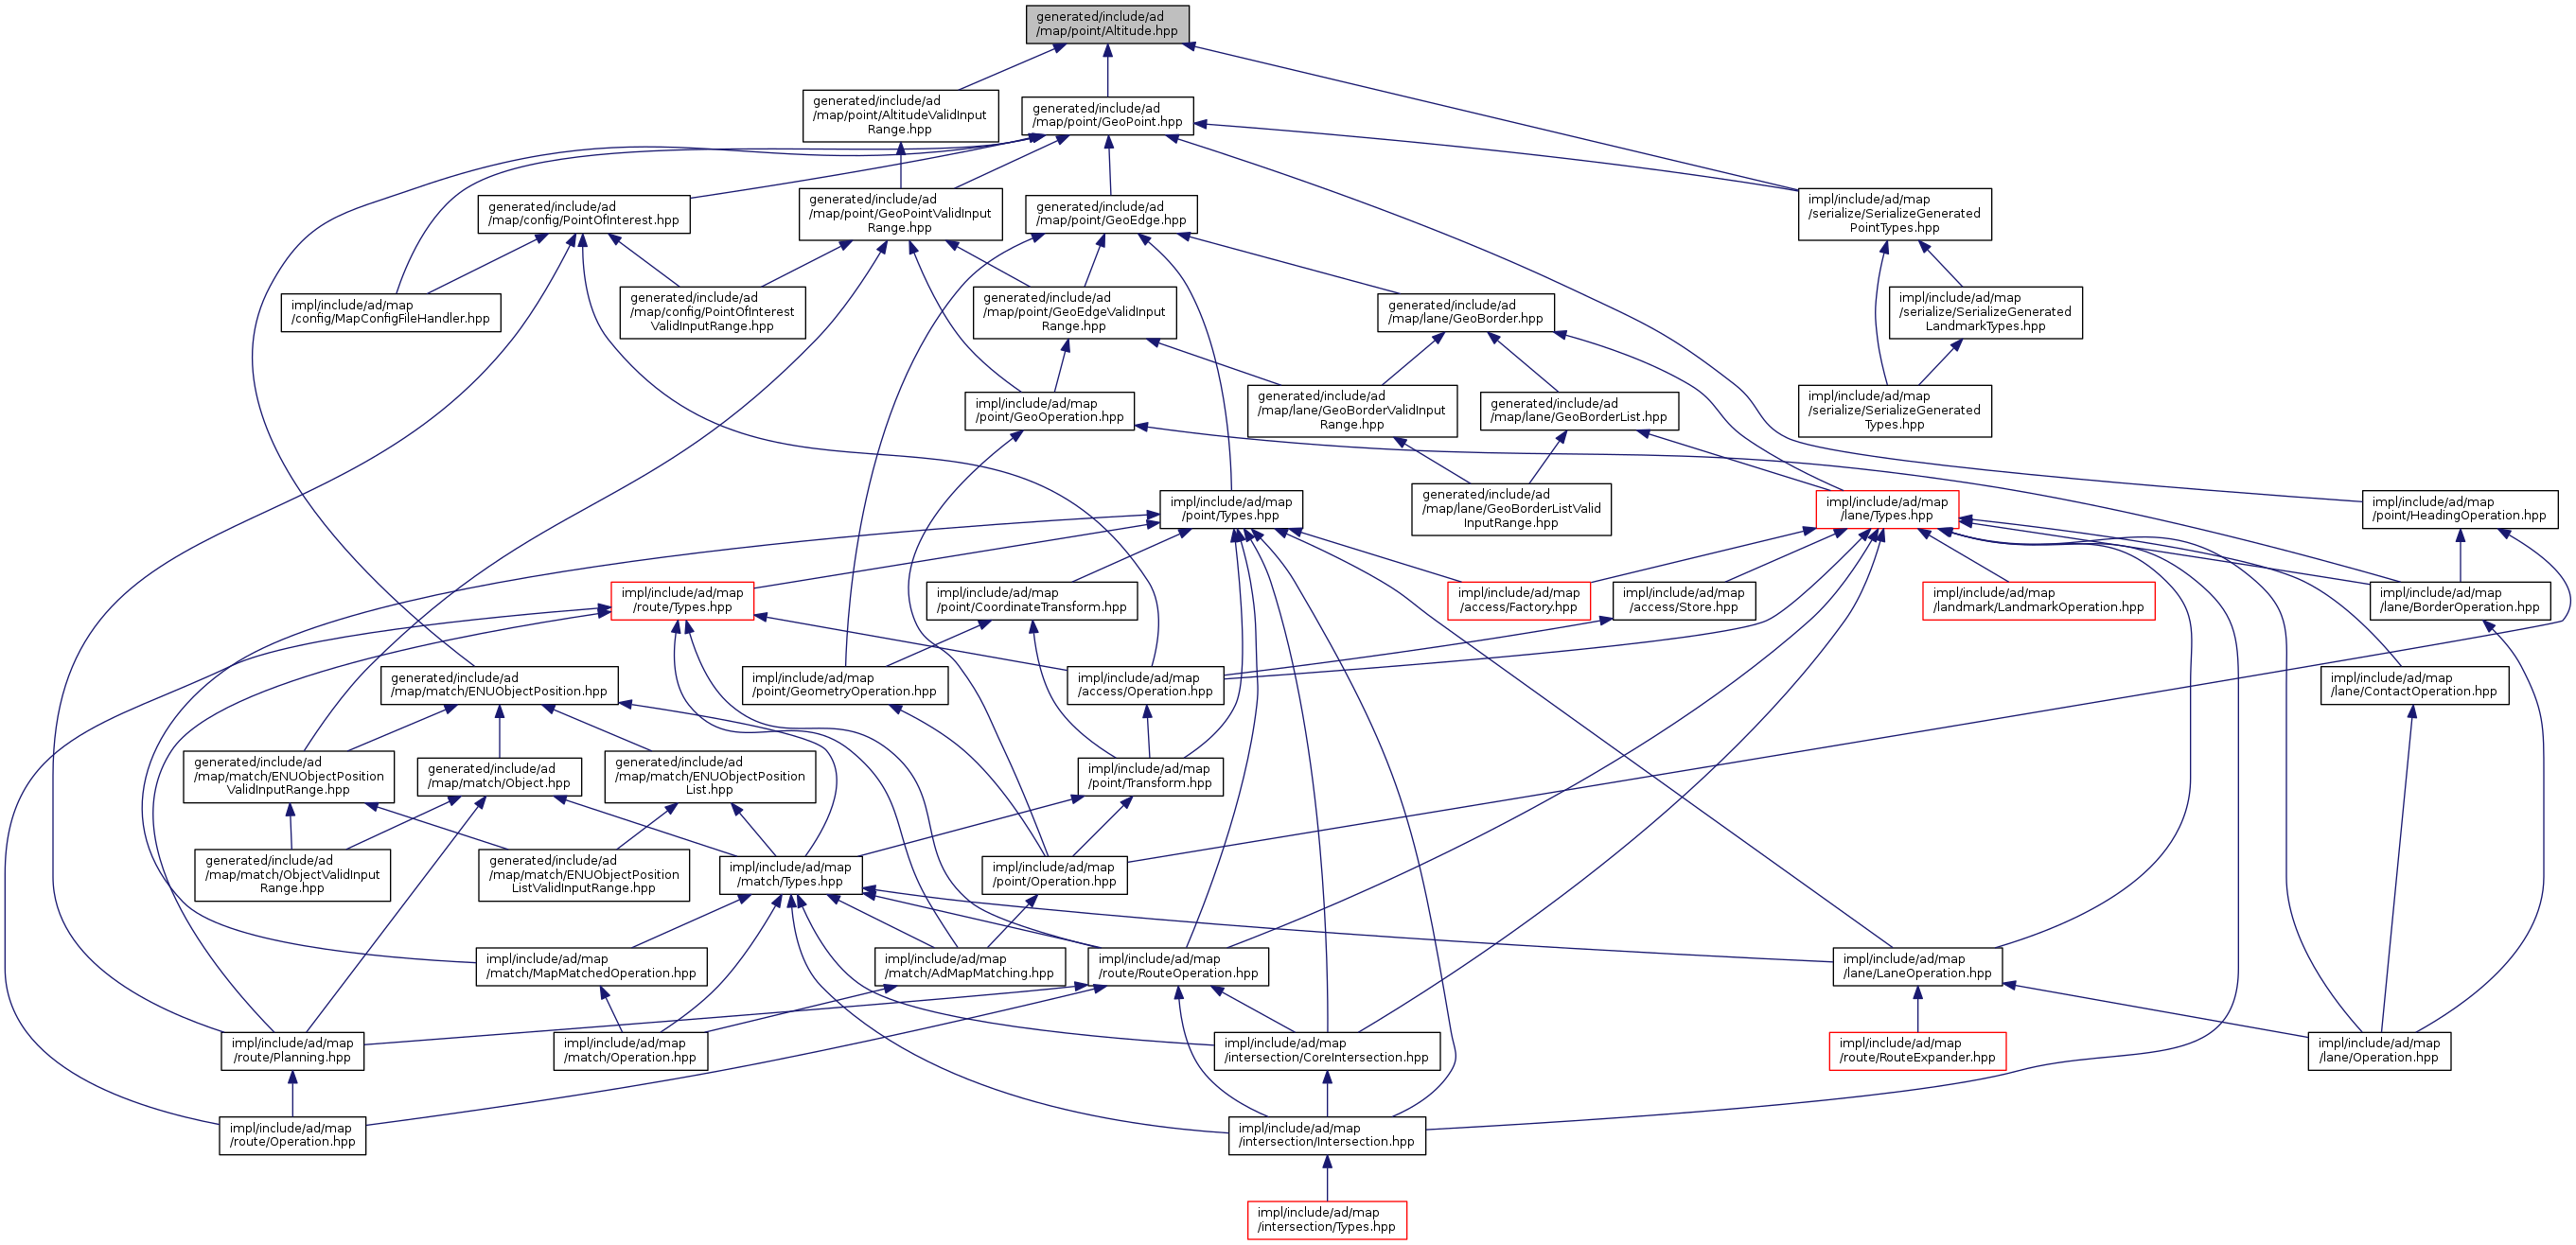 generated/include/ad
/map/point/Altitude.hpp
generated/include/ad
/map/point/AltitudeValidInput
Range.hpp
generated/include/ad
/map/point/GeoPoint.hpp
generated/include/ad
/map/config/PointOfInterest.hpp
generated/include/ad
/map/point/GeoPointValidInput
Range.hpp
generated/include/ad
/map/point/GeoEdge.hpp
impl/include/ad/map
/serialize/SerializeGenerated
PointTypes.hpp
impl/include/ad/map
/config/MapConfigFileHandler.hpp
generated/include/ad
/map/config/PointOfInterest
ValidInputRange.hpp
generated/include/ad
/map/point/GeoEdgeValidInput
Range.hpp
generated/include/ad
/map/lane/GeoBorder.hpp
impl/include/ad/map
/serialize/SerializeGenerated
LandmarkTypes.hpp
impl/include/ad/map
/point/GeoOperation.hpp
generated/include/ad
/map/lane/GeoBorderValidInput
Range.hpp
generated/include/ad
/map/lane/GeoBorderList.hpp
impl/include/ad/map
/serialize/SerializeGenerated
Types.hpp
impl/include/ad/map
/point/Types.hpp
generated/include/ad
/map/lane/GeoBorderListValid
InputRange.hpp
impl/include/ad/map
/lane/Types.hpp
impl/include/ad/map
/point/HeadingOperation.hpp
impl/include/ad/map
/route/Types.hpp
impl/include/ad/map
/point/CoordinateTransform.hpp
impl/include/ad/map
/access/Factory.hpp
impl/include/ad/map
/access/Store.hpp
impl/include/ad/map
/landmark/LandmarkOperation.hpp
impl/include/ad/map
/lane/BorderOperation.hpp
generated/include/ad
/map/match/ENUObjectPosition.hpp
impl/include/ad/map
/point/GeometryOperation.hpp
impl/include/ad/map
/access/Operation.hpp
impl/include/ad/map
/lane/ContactOperation.hpp
generated/include/ad
/map/match/ENUObjectPosition
ValidInputRange.hpp
generated/include/ad
/map/match/Object.hpp
generated/include/ad
/map/match/ENUObjectPosition
List.hpp
impl/include/ad/map
/point/Transform.hpp
generated/include/ad
/map/match/ObjectValidInput
Range.hpp
generated/include/ad
/map/match/ENUObjectPosition
ListValidInputRange.hpp
impl/include/ad/map
/match/Types.hpp
impl/include/ad/map
/point/Operation.hpp
impl/include/ad/map
/match/MapMatchedOperation.hpp
impl/include/ad/map
/match/AdMapMatching.hpp
impl/include/ad/map
/route/RouteOperation.hpp
impl/include/ad/map
/lane/LaneOperation.hpp
impl/include/ad/map
/route/Planning.hpp
impl/include/ad/map
/match/Operation.hpp
impl/include/ad/map
/intersection/CoreIntersection.hpp
impl/include/ad/map
/route/RouteExpander.hpp
impl/include/ad/map
/lane/Operation.hpp
impl/include/ad/map
/route/Operation.hpp
impl/include/ad/map
/intersection/Intersection.hpp
impl/include/ad/map
/intersection/Types.hpp